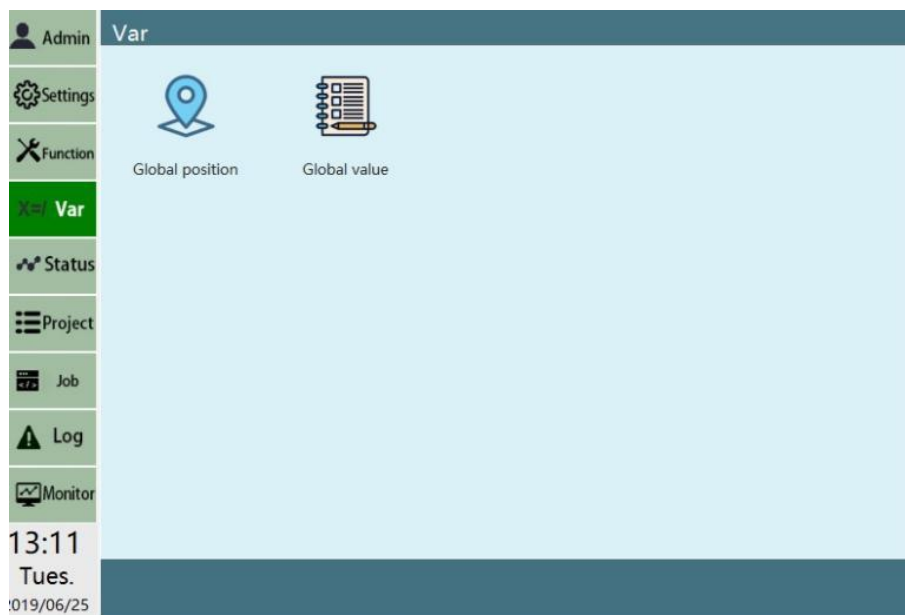 Admin
Var
Settings
Function
Global position
Global value
X=/ Var
Status
Project
Job
Log
Monitor
13:11
Tues.
019/06/25